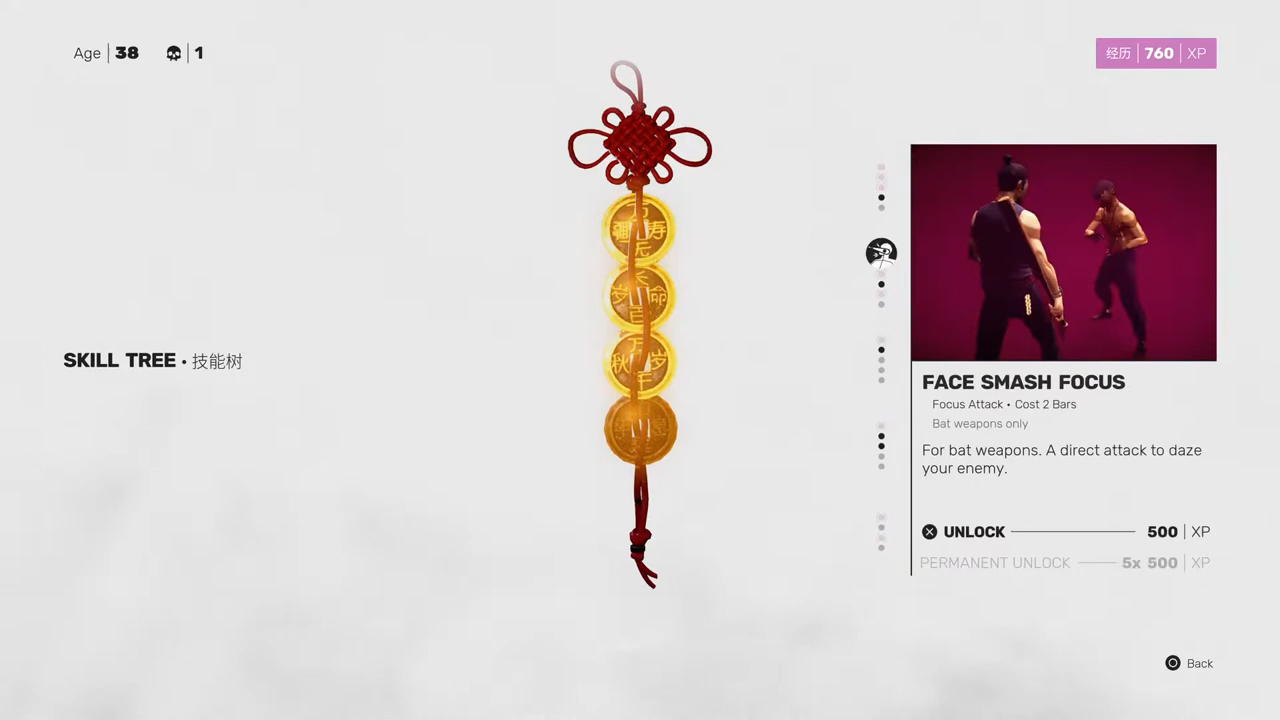 Age 38 1
经历 760 XP
SKILL TREE • 技能树
FACE SMASH FOCUS
Focus Attack • Cost 2 Bars
Bat weapons only
For bat weapons. A direct attack to daze
your enemy.
UNLOCK 500 XP
PERMANENT UNLOCK 5x 500 XP
Back